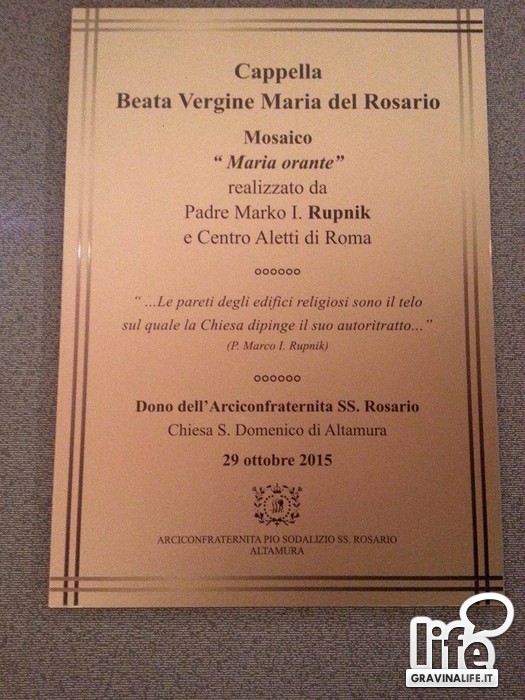 Cappella
Beata Vergine Maria del Rosario
Mosaico
“ Maria orante”
realizzato da
Padre Marko I. Rupnik
e Centro Aletti di Roma
“ ...Le pareti degli edifici religiosi sono il telo
sul quale la Chiesa dipinge il suo autoritratto...”
(P. Marco I. Rupnik)
Dono dell’Arciconfraternita SS. Rosario
Chiesa S. Domenico di Altamura
29 ottobre 2015
ARCICONFRATERNITA PIO SODALIZIO SS. ROSARIO
ALTAMURA
life
GRAVINALIFE.IT